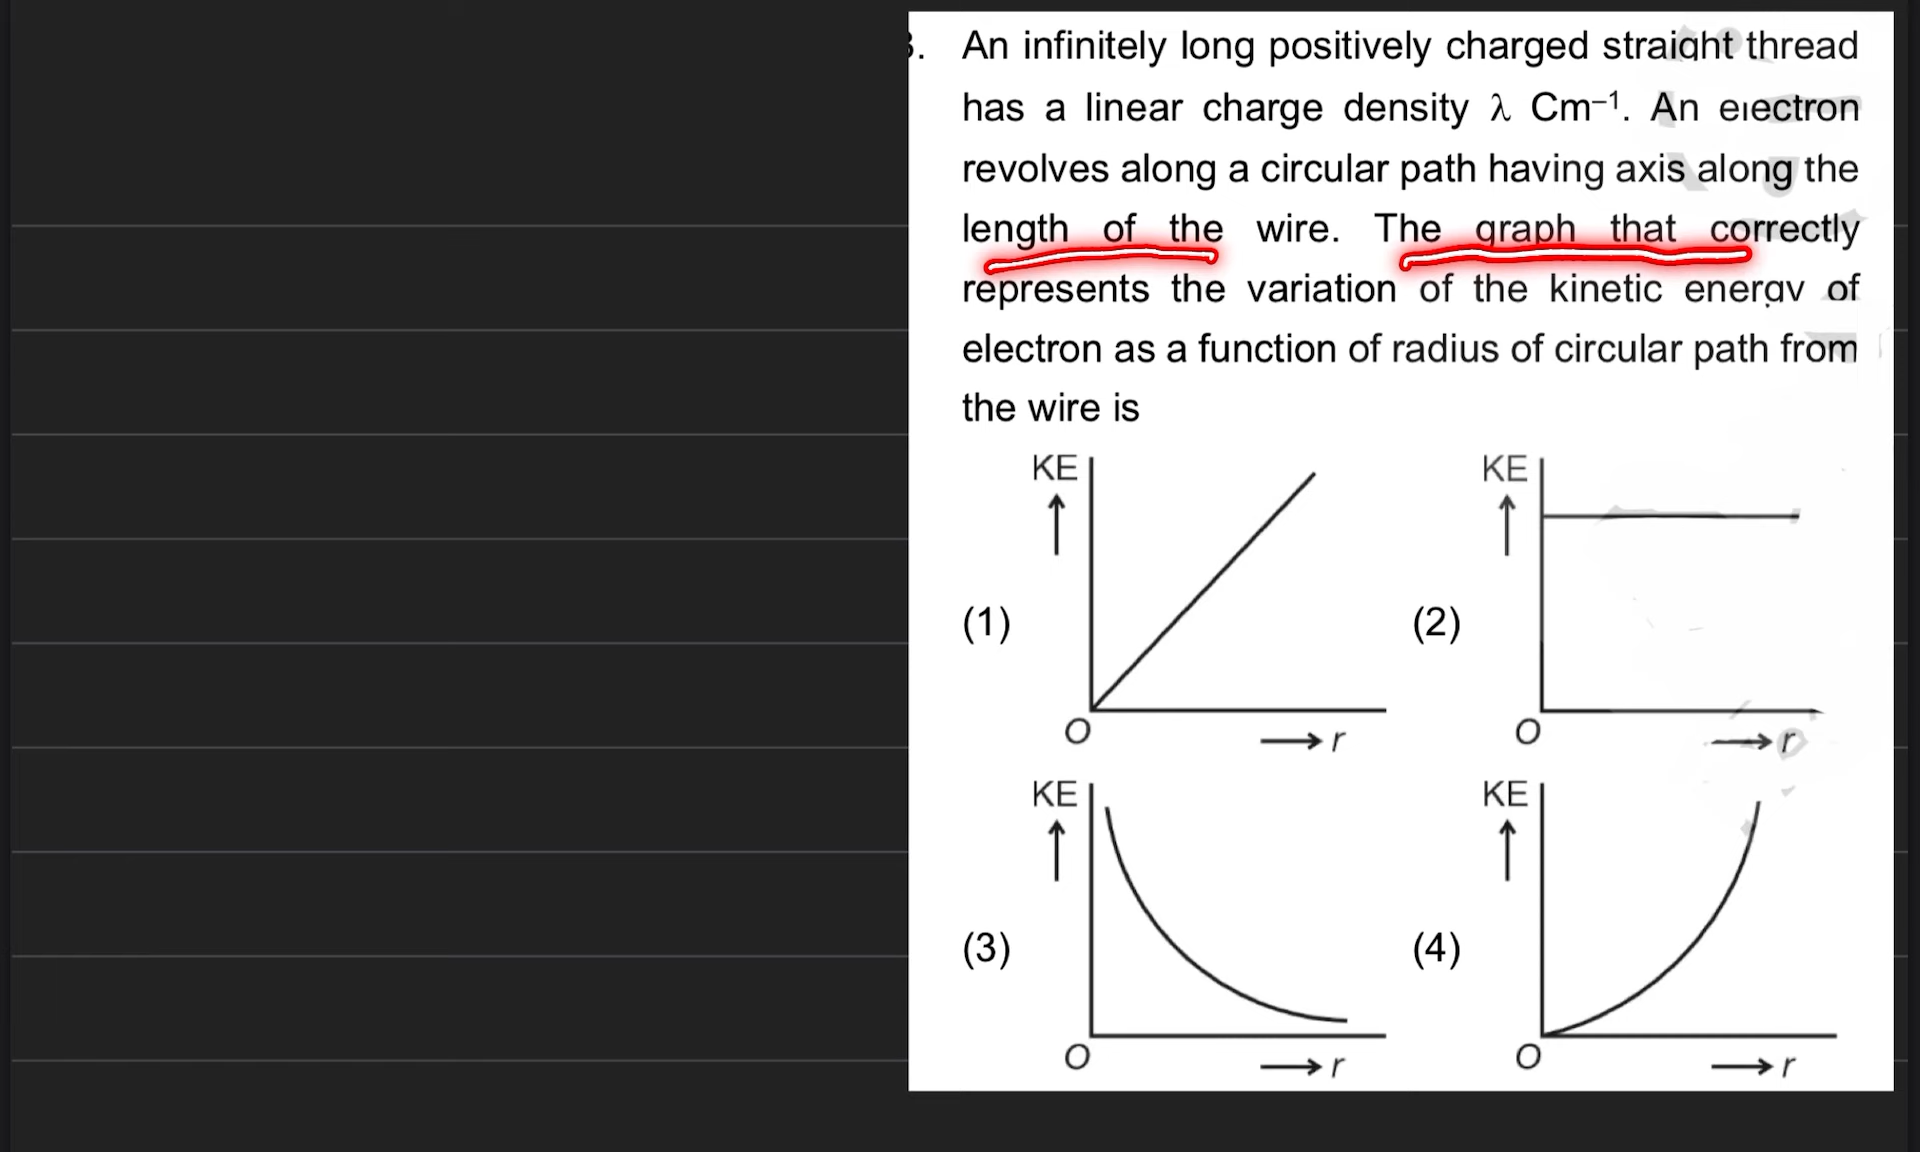 3. An infinitely long positively charged straight thread
has a linear charge density λ Cm⁻¹. An electron
revolves along a circular path having axis along the
length of the wire. The graph that correctly
represents the variation of the kinetic energy of
electron as a function of radius of circular path from
the wire is
KE
(1)
O
r
KE
(2)
O
r
KE
(3)
O
r
KE
(4)
O
r